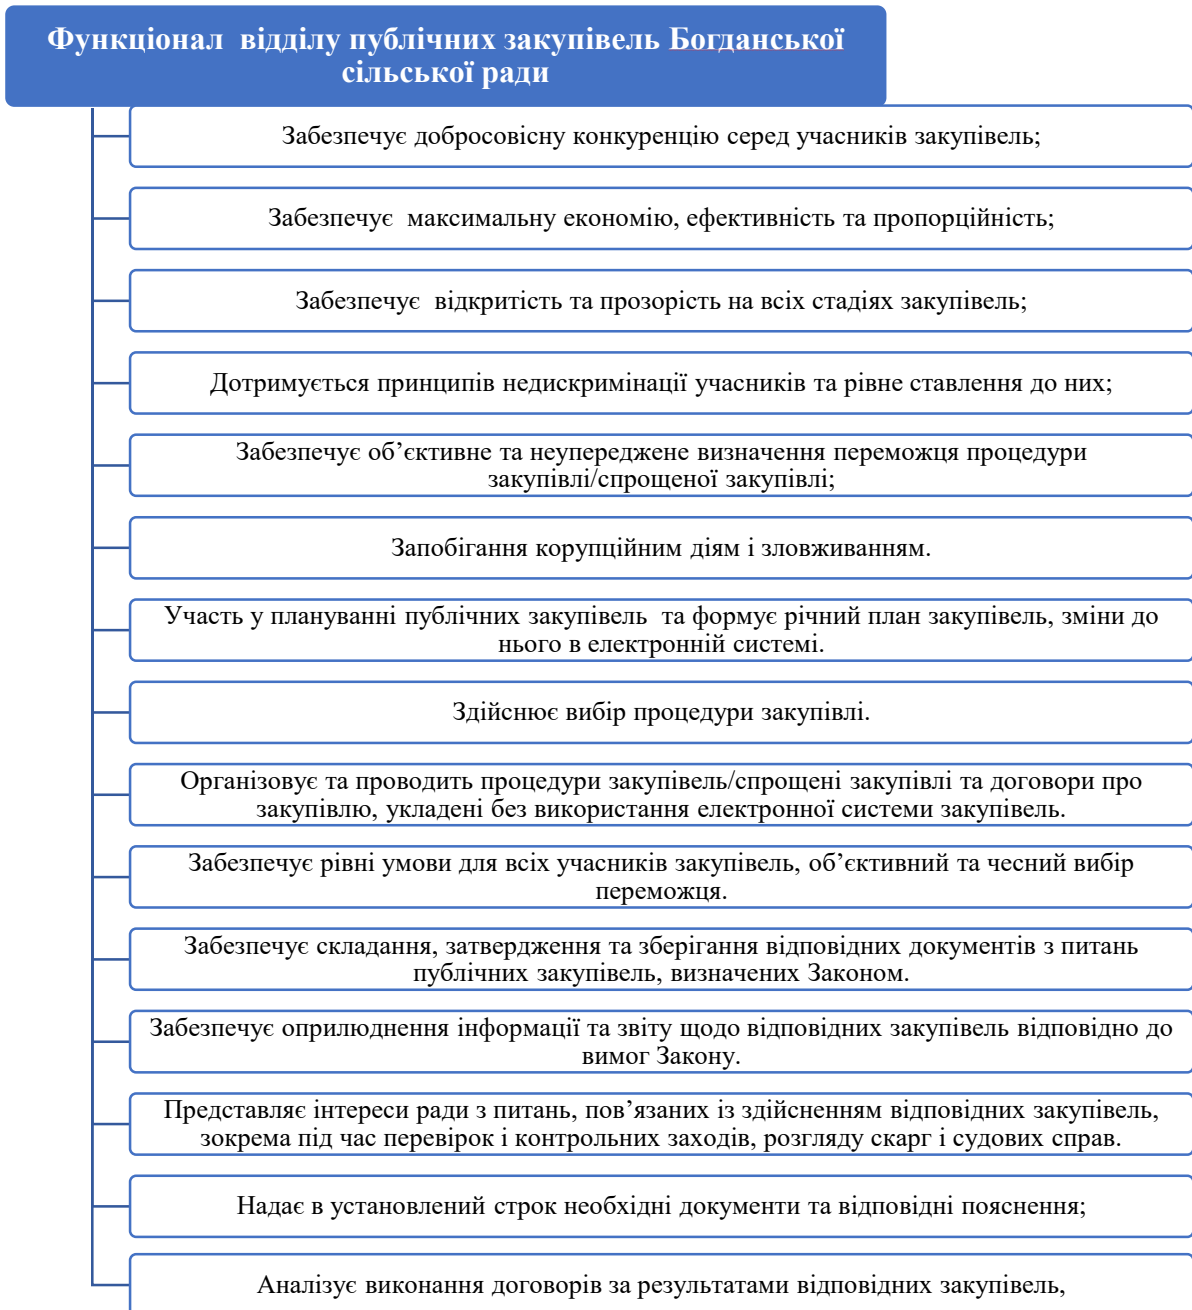 Функціонал відділу публічних закупівель Богданської
сільської ради
Забезпечує добросовісну конкуренцію серед учасників закупівель;
Забезпечує максимальну економію, ефективність та пропорційність;
Забезпечує відкритість та прозорість на всіх стадіях закупівель;
Дотримується принципів недискримінації учасників та рівне ставлення до них;
Забезпечує об’єктивне та неупереджене визначення переможця процедури
закупівлі/спрощеної закупівлі;
Запобігання корупційним діям і зловживанням.
Участь у плануванні публічних закупівель та формує річний план закупівель, зміни до
нього в електронній системі.
Здійснює вибір процедури закупівлі.
Організовує та проводить процедури закупівель/спрощені закупівлі та договори про
закупівлю, укладені без використання електронної системи закупівель.
Забезпечує рівні умови для всіх учасників закупівель, об’єктивний та чесний вибір
переможця.
Забезпечує складання, затвердження та зберігання відповідних документів з питань
публічних закупівель, визначених Законом.
Забезпечує оприлюднення інформації та звіту щодо відповідних закупівель відповідно до
вимог Закону.
Представляє інтереси ради з питань, пов’язаних із здійсненням відповідних закупівель,
зокрема під час перевірок і контрольних заходів, розгляду скарг і судових справ.
Надає в установлений строк необхідні документи та відповідні пояснення;
Аналізує виконання договорів за результатами відповідних закупівель,